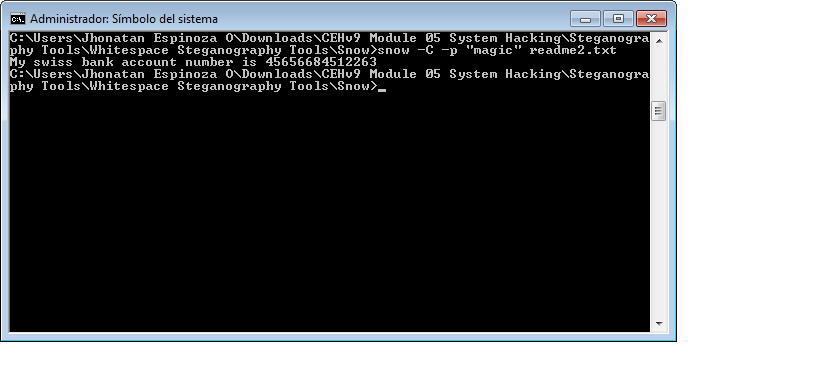 Administrador: Símbolo del sistema
C:\Users\Jhonatan Espinoza O\Downloads\CEHv9 Module 05 System Hacking\Steganogra
phy Tools\Whitespace Steganography Tools\Snow>snow -C -p "magic" readme2.txt
My swiss bank account number is 45656684512263
C:\Users\Jhonatan Espinoza O\Downloads\CEHv9 Module 05 System Hacking\Steganogra
phy Tools\Whitespace Steganography Tools\Snow>_